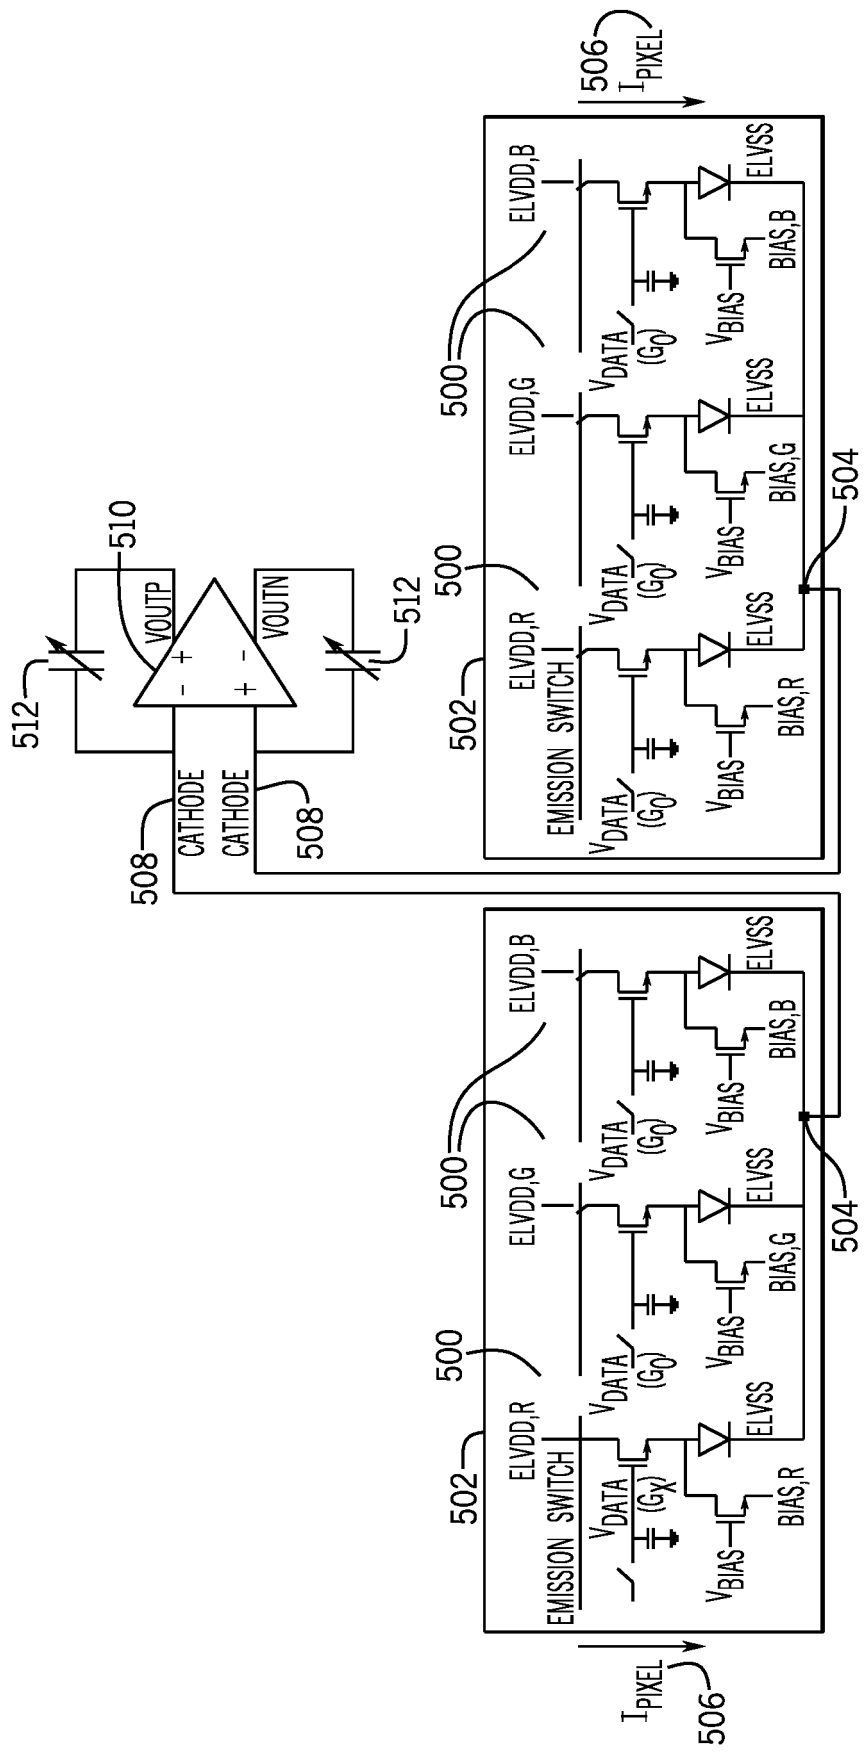 512
510
VOUTP
VOUTN
+
-
-
+
512
CATHODE
CATHODE
508
508
506
I PIXEL
502
500
500
ELVDD,R
ELVDD,G
ELVDD,B
EMISSION SWITCH
VDATA
(G0)
VDATA
(G0)
VDATA
(G0)
VBIAS
BIAS,R
ELVSS
VBIAS
BIAS,G
ELVSS
VBIAS
BIAS,B
ELVSS
504
502
500
500
ELVDD,R
ELVDD,G
ELVDD,B
EMISSION SWITCH
VDATA
(GX)
VDATA
(G0)
VDATA
(G0)
VBIAS
BIAS,R
ELVSS
VBIAS
BIAS,G
ELVSS
VBIAS
BIAS,B
ELVSS
504
I PIXEL
506